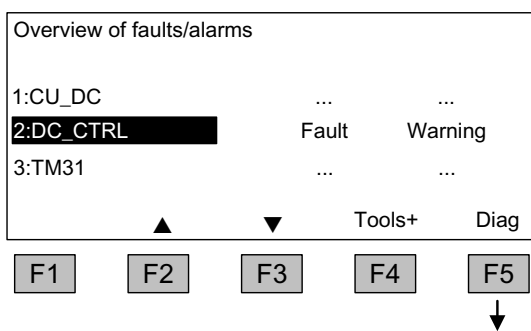 Overview of faults/alarms
1:CU_DC ... ...
2:DC_CTRL Fault Warning
3:TM31 ... ...
Tools+ Diag
F1 F2 F3 F4 F5